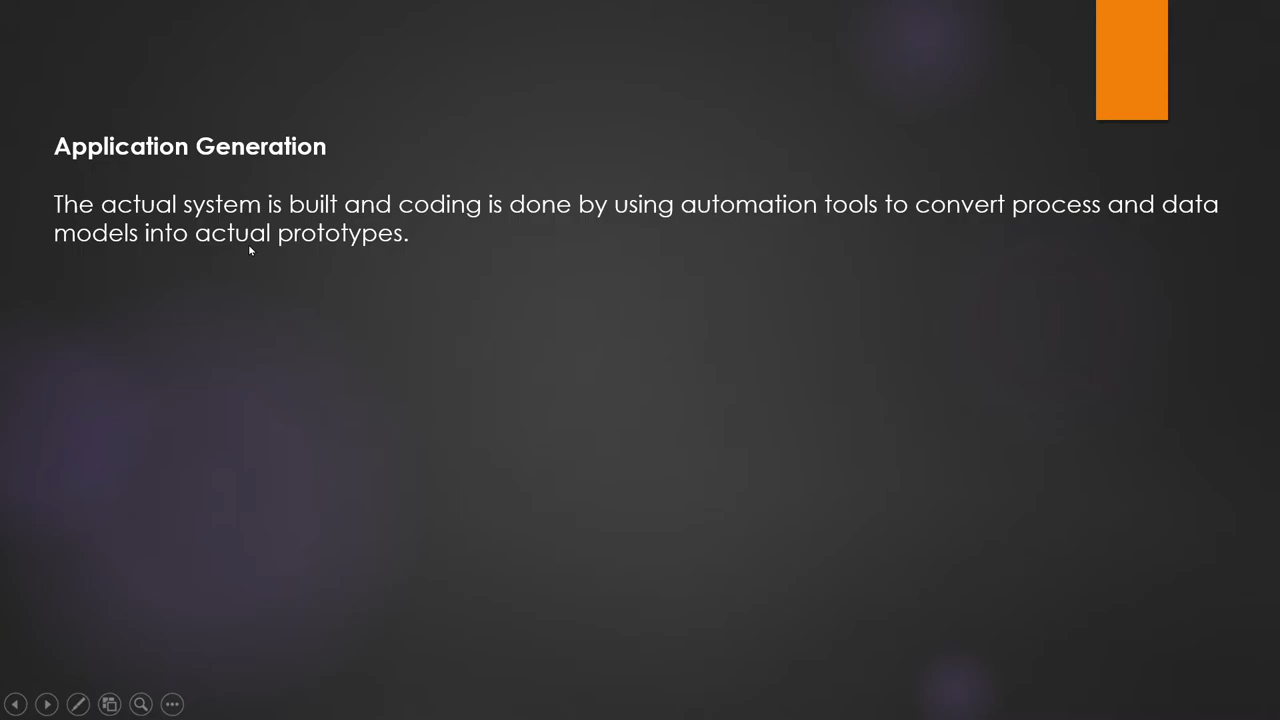 Application Generation
The actual system is built and coding is done by using automation tools to convert process and data
models into actual prototypes.